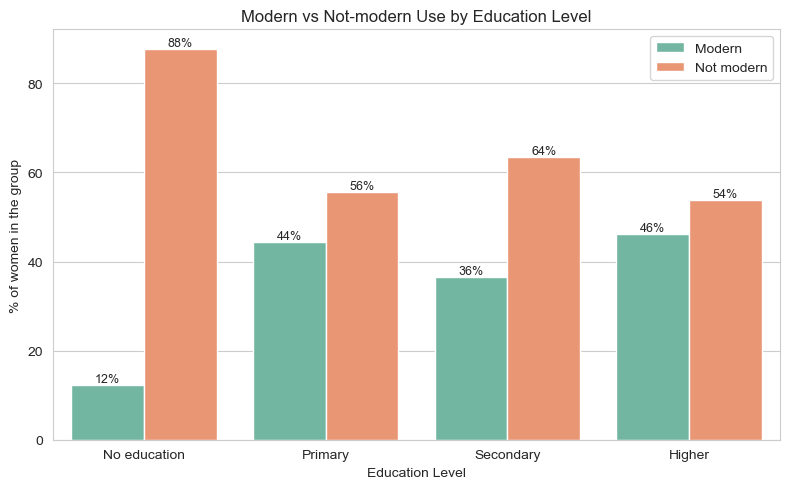 Modern vs Not-modern Use by Education Level
Modern
Not modern
% of women in the group
80
60
40
20
0
12%
88%
44%
56%
36%
64%
46%
54%
No education
Primary
Secondary
Higher
Education Level